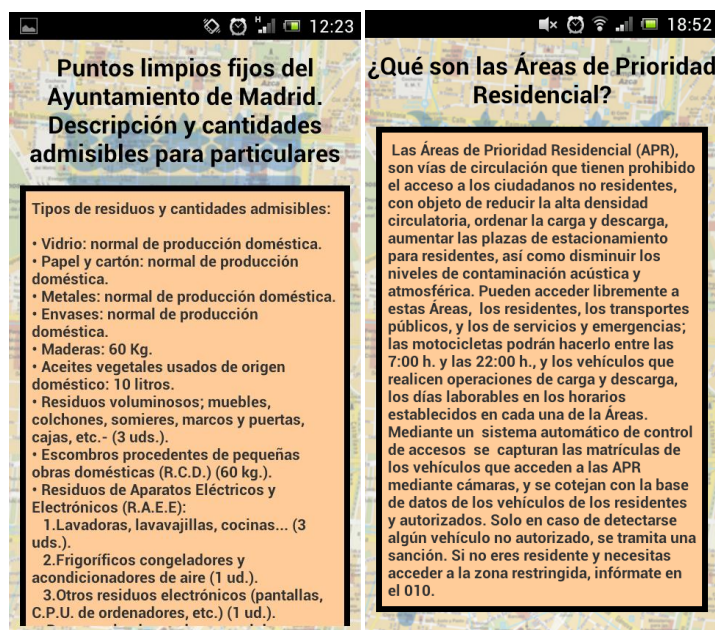 12:23
Puntos limpios fijos del
Ayuntamiento de Madrid.
Descripción y cantidades
admisibles para particulares
Tipos de residuos y cantidades admisibles:
• Vidrio: normal de producción doméstica.
• Papel y cartón: normal de producción
doméstica.
• Metales: normal de producción doméstica.
• Envases: normal de producción
doméstica.
• Maderas: 60 Kg.
• Aceites vegetales usados de origen
doméstico: 10 litros.
• Residuos voluminosos; muebles,
colchones, somieres, marcos y puertas,
cajas, etc.- (3 uds.).
• Escombros procedentes de pequeñas
obras domésticas (R.C.D.) (60 kg.).
• Residuos de Aparatos Eléctricos y
Electrónicos (R.A.E.E):
1.Lavadoras, lavavajillas, cocinas... (3
uds.).
2.Frigoríficos congeladores y
acondicionadores de aire (1 ud.).
3.Otros residuos electrónicos (pantallas,
C.P.U. de ordenadores, etc.) (1 ud.).
18:52
¿Qué son las Áreas de Prioridad
Residencial?
Las Áreas de Prioridad Residencial (APR),
son vías de circulación que tienen prohibido
el acceso a los ciudadanos no residentes,
con objeto de reducir la alta densidad
circulatoria, ordenar la carga y descarga,
aumentar las plazas de estacionamiento
para residentes, así como disminuir los
niveles de contaminación acústica y
atmosférica. Pueden acceder libremente a
estas Áreas, los residentes, los transportes
públicos, y los de servicios y emergencias;
las motocicletas podrán hacerlo entre las
7:00 h. y las 22:00 h., y los vehículos que
realicen operaciones de carga y descarga,
los días laborables en los horarios
establecidos en cada una de la Áreas.
Mediante un sistema automático de control
de accesos se capturan las matrículas de
los vehículos que acceden a las APR
mediante cámaras, y se cotejan con la base
de datos de los vehículos de los residentes
y autorizados. Solo en caso de detectarse
algún vehículo no autorizado, se tramita una
sanción. Si no eres residente y necesitas
acceder a la zona restringida, infórmate en
el 010.